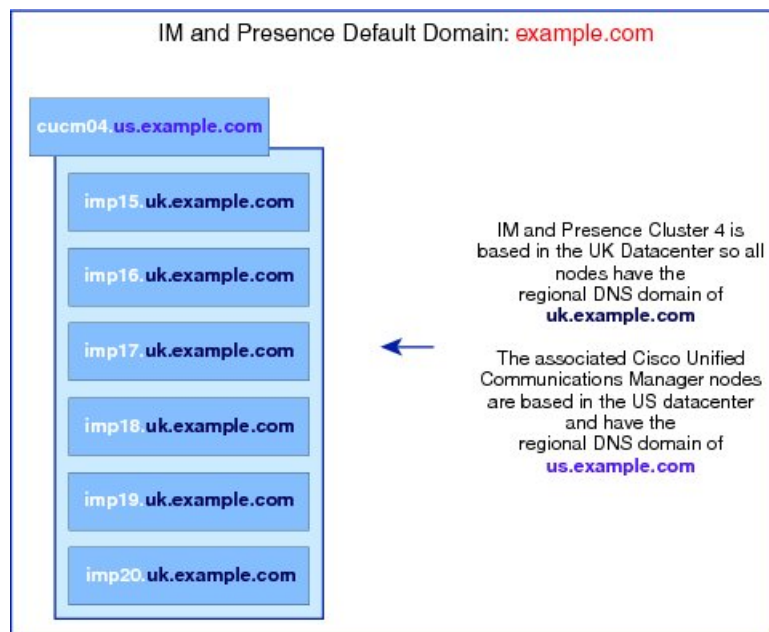 IM and Presence Default Domain: example.com
cucm04.us.example.com
imp15.uk.example.com
imp16.uk.example.com
imp17.uk.example.com
imp18.uk.example.com
imp19.uk.example.com
imp20.uk.example.com
IM and Presence Cluster 4 is
based in the UK Datacenter so all
nodes have the
regional DNS domain of
uk.example.com
The associated Cisco Unified
Communications Manager nodes
are based in the US datacenter
and have the
regional DNS domain of
us.example.com